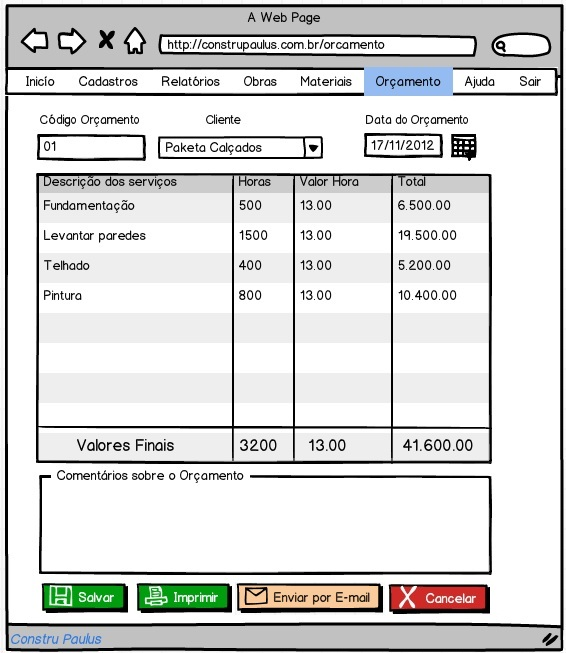 A Web Page
http://construpaulus.com.br/orcamento
Inicío Cadastros Relatórios Obras Materiais Orçamento Ajuda Sair
Código Orçamento Cliente Data do Orçamento
01 Paketa Calçados 17/11/2012
Descrição dos serviços Horas Valor Hora Total
Fundamentação 500 13.00 6.500.00
Levantar paredes 1500 13.00 19.500.00
Telhado 400 13.00 5.200.00
Pintura 800 13.00 10.400.00
Valores Finais 3200 13.00 41.600.00
Comentários sobre o Orçamento
Salvar Imprimir Enviar por E-mail Cancelar
Constru Paulus